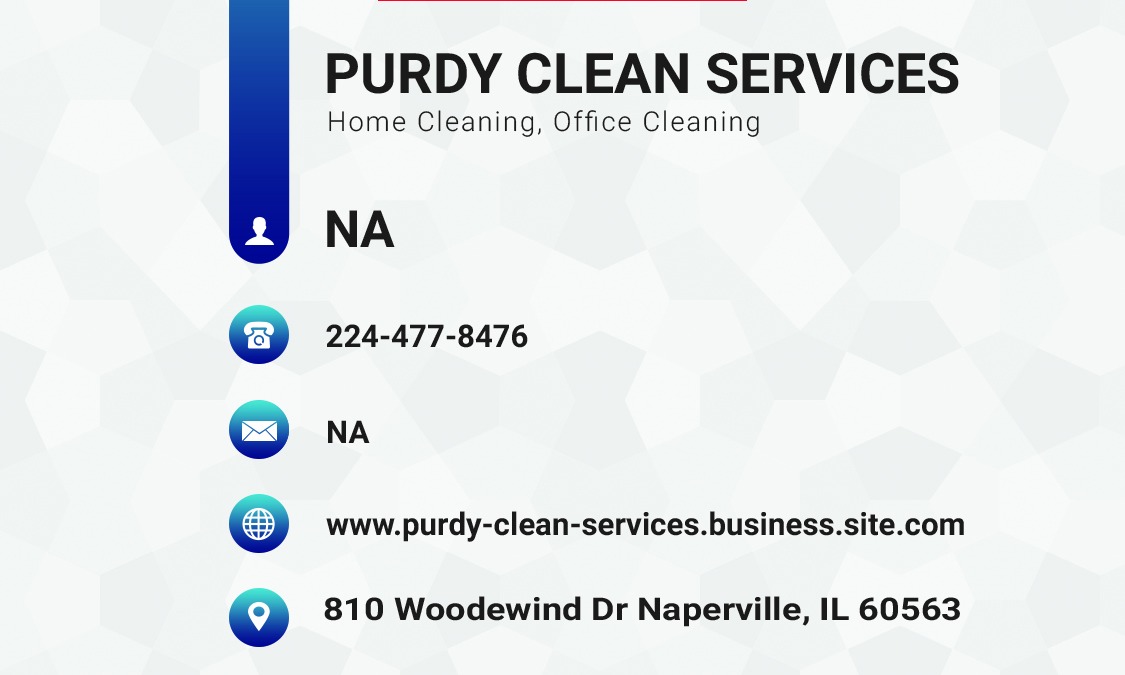 PURDY CLEAN SERVICES
Home Cleaning, Office Cleaning
NA
224-477-8476
NA
www.purdy-clean-services.business.site.com
810 Woodewind Dr Naperville, IL 60563